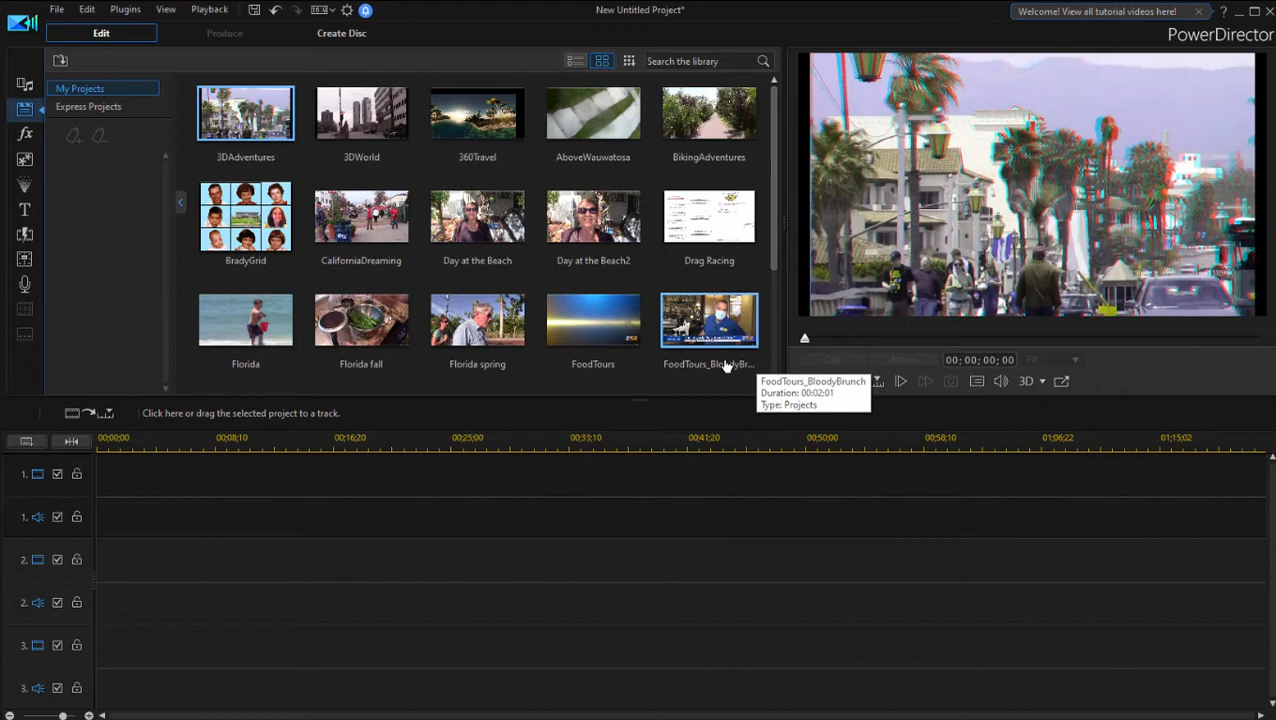 File Edit Plugins View Playback
New Untitled Project*
Welcome! View all tutorial videos here!
PowerDirector
Edit Produce Create Disc
Search the library
My Projects
Express Projects
3DAdventures 3DWorld 360Travel AboveWauwatosa BikingAdventures
BradyGrid CaliforniaDreaming Day at the Beach Day at the Beach2 Drag Racing
Florida Florida fall Florida spring FoodTours FoodTours_BloodyBr...
FoodTours_BloodyBrunch
Duration: 00:02:01
Type: Projects
00; 00; 00; 00 Fit
3D
Click here or drag the selected project to a track.
00;00;00 00;08;10 00;16;20 00;25;00 00;33;10 00;41;20 00;50;00 00;58;10 01;06;22 01;15;02
1.
1.
2.
2.
3.
3.